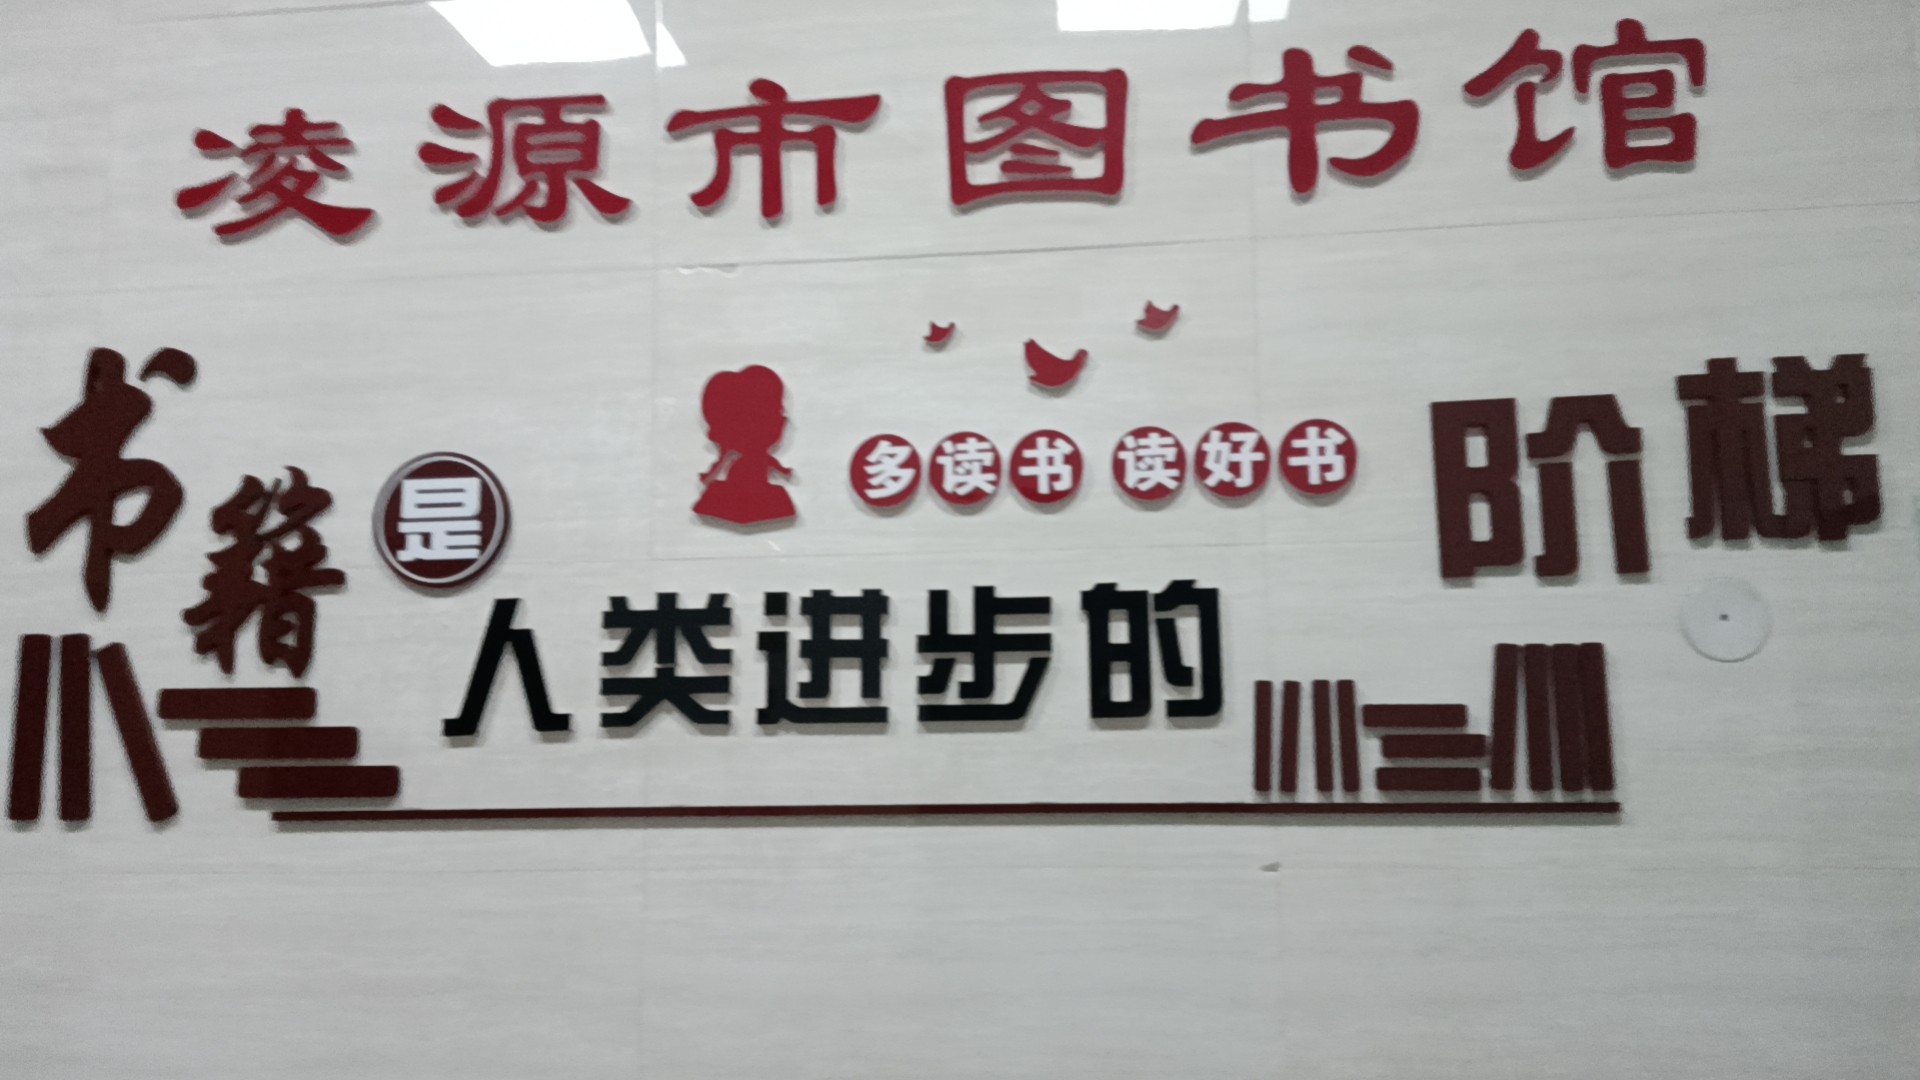 凌源市图书馆
多读书 读好书
书籍是人类进步的阶梯